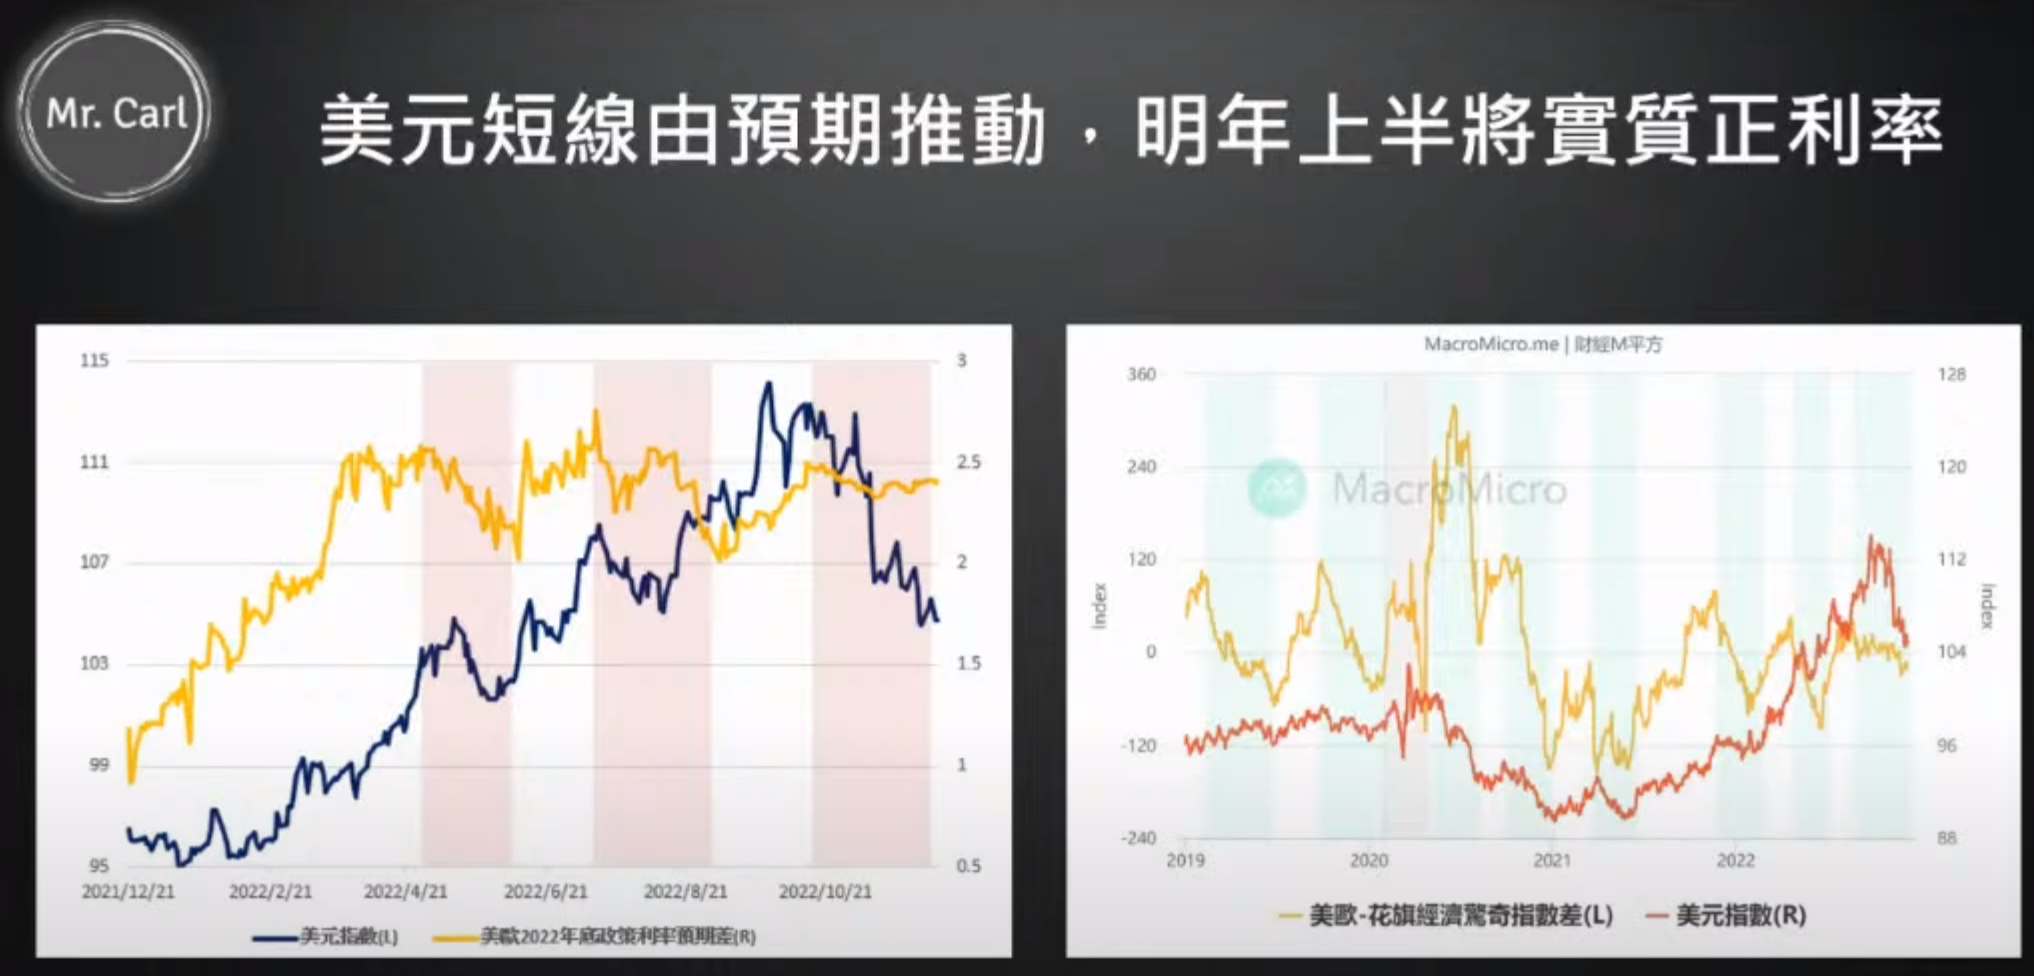 Mr. Carl
美元短線由預期推動，明年上半將實質正利率
115
111
107
103
99
95
3
2.5
2
1.5
1
0.5
2021/12/21 2022/2/21 2022/4/21 2022/6/21 2022/8/21 2022/10/21
美元指數(L) 美歐2022年底政策利率預期差(R)
MacroMicro.me | 財經M平方
360
240
120
0
-120
-240
Index
MacroMicro
128
120
112
104
96
88
Index
2019 2020 2021 2022
美歐-花旗經濟驚奇指數差(L) 美元指數(R)